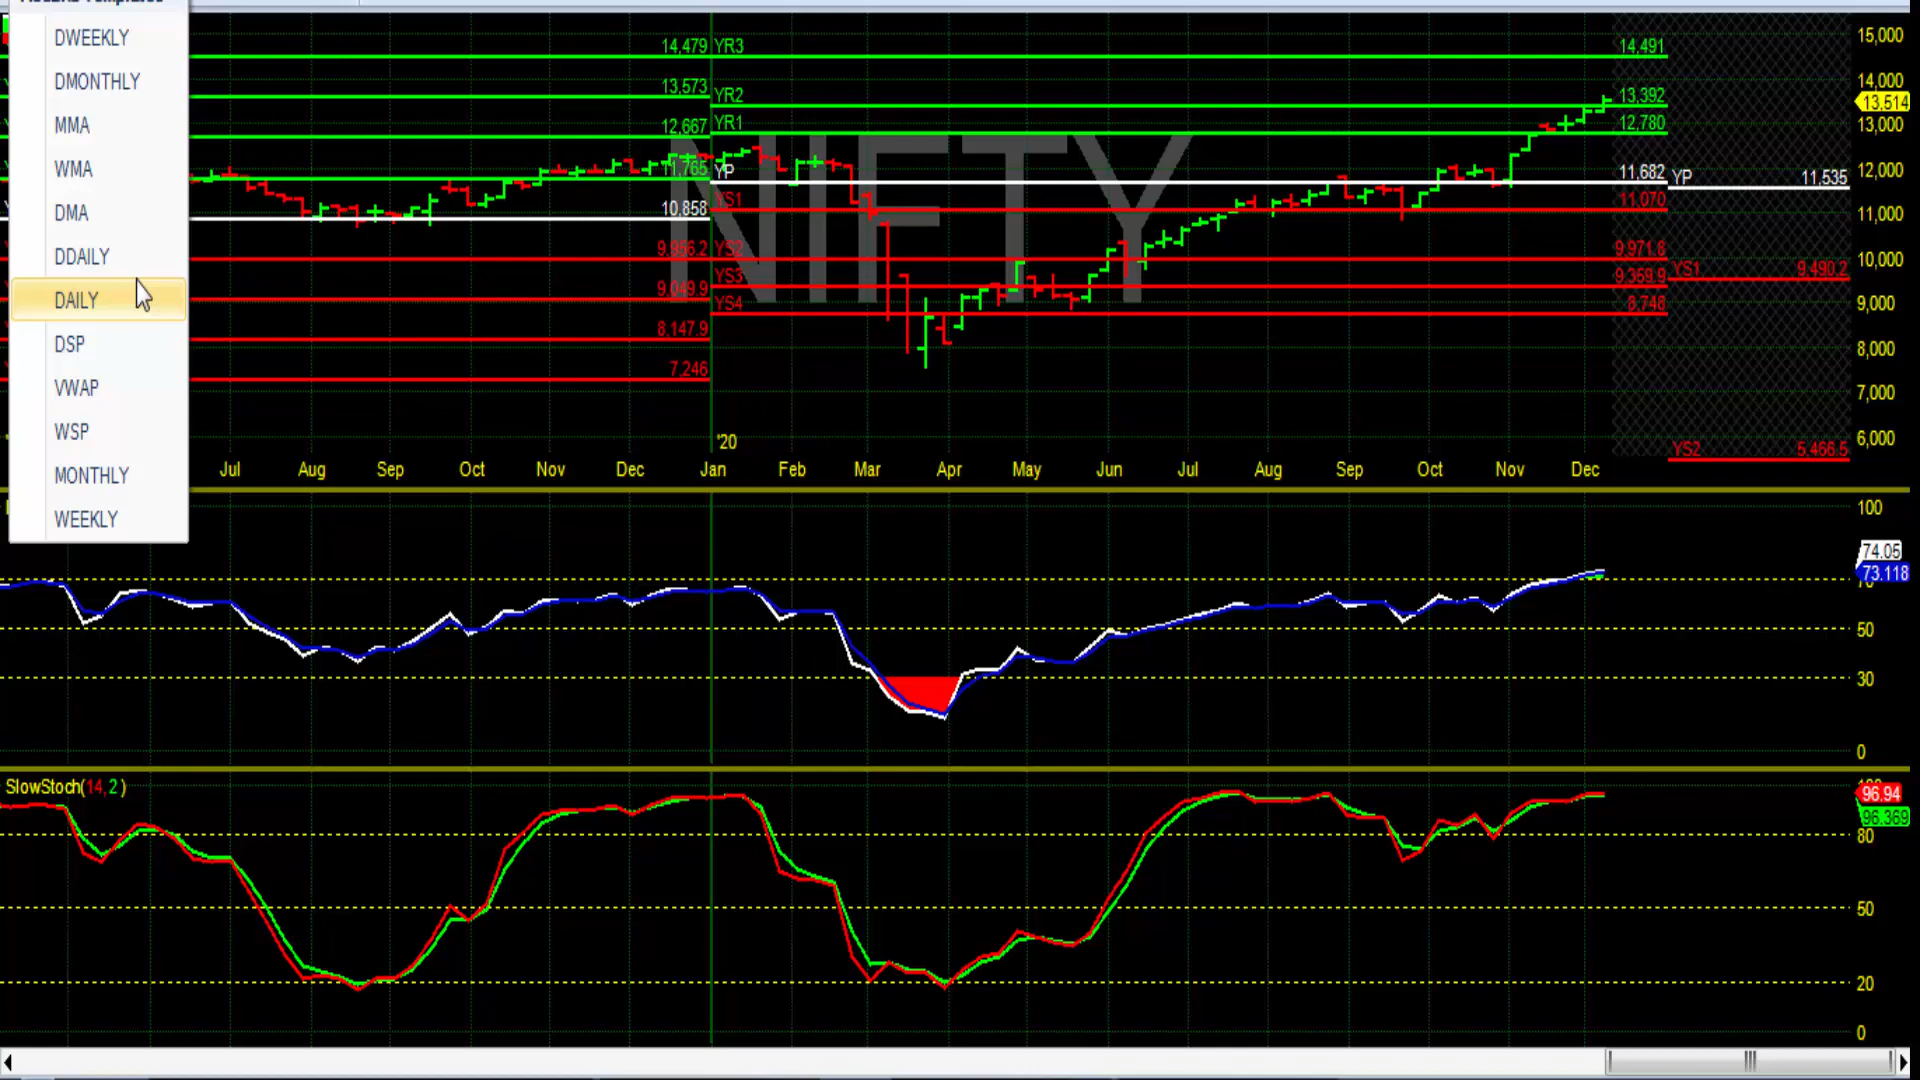 DWEEKLY
DMONTHLY
MMA
WMA
DMA
DDAILY
DAILY
DSP
VWAP
WSP
MONTHLY
WEEKLY
NIFTY
14,479 YR3 14,491
13,573 YR2 13,392
12,667 YR1 12,780
11,765 YP 11,682 YP 11,535
10,858 YS1 11,070
YS2 9,971.8
YS3 9,369.9 YS1 9,490.2
9,049.9 YS4 8,748
8,147.9
7,246
YS2 5,466.5
15,000
14,000
13,514
13,000
12,000
11,000
10,000
9,000
8,000
7,000
6,000
'20
Jul Aug Sep Oct Nov Dec Jan Feb Mar Apr May Jun Jul Aug Sep Oct Nov Dec
100
74.05
73.118
50
30
0
SlowStoch(14,2)
96.94
96.369
80
50
20
0